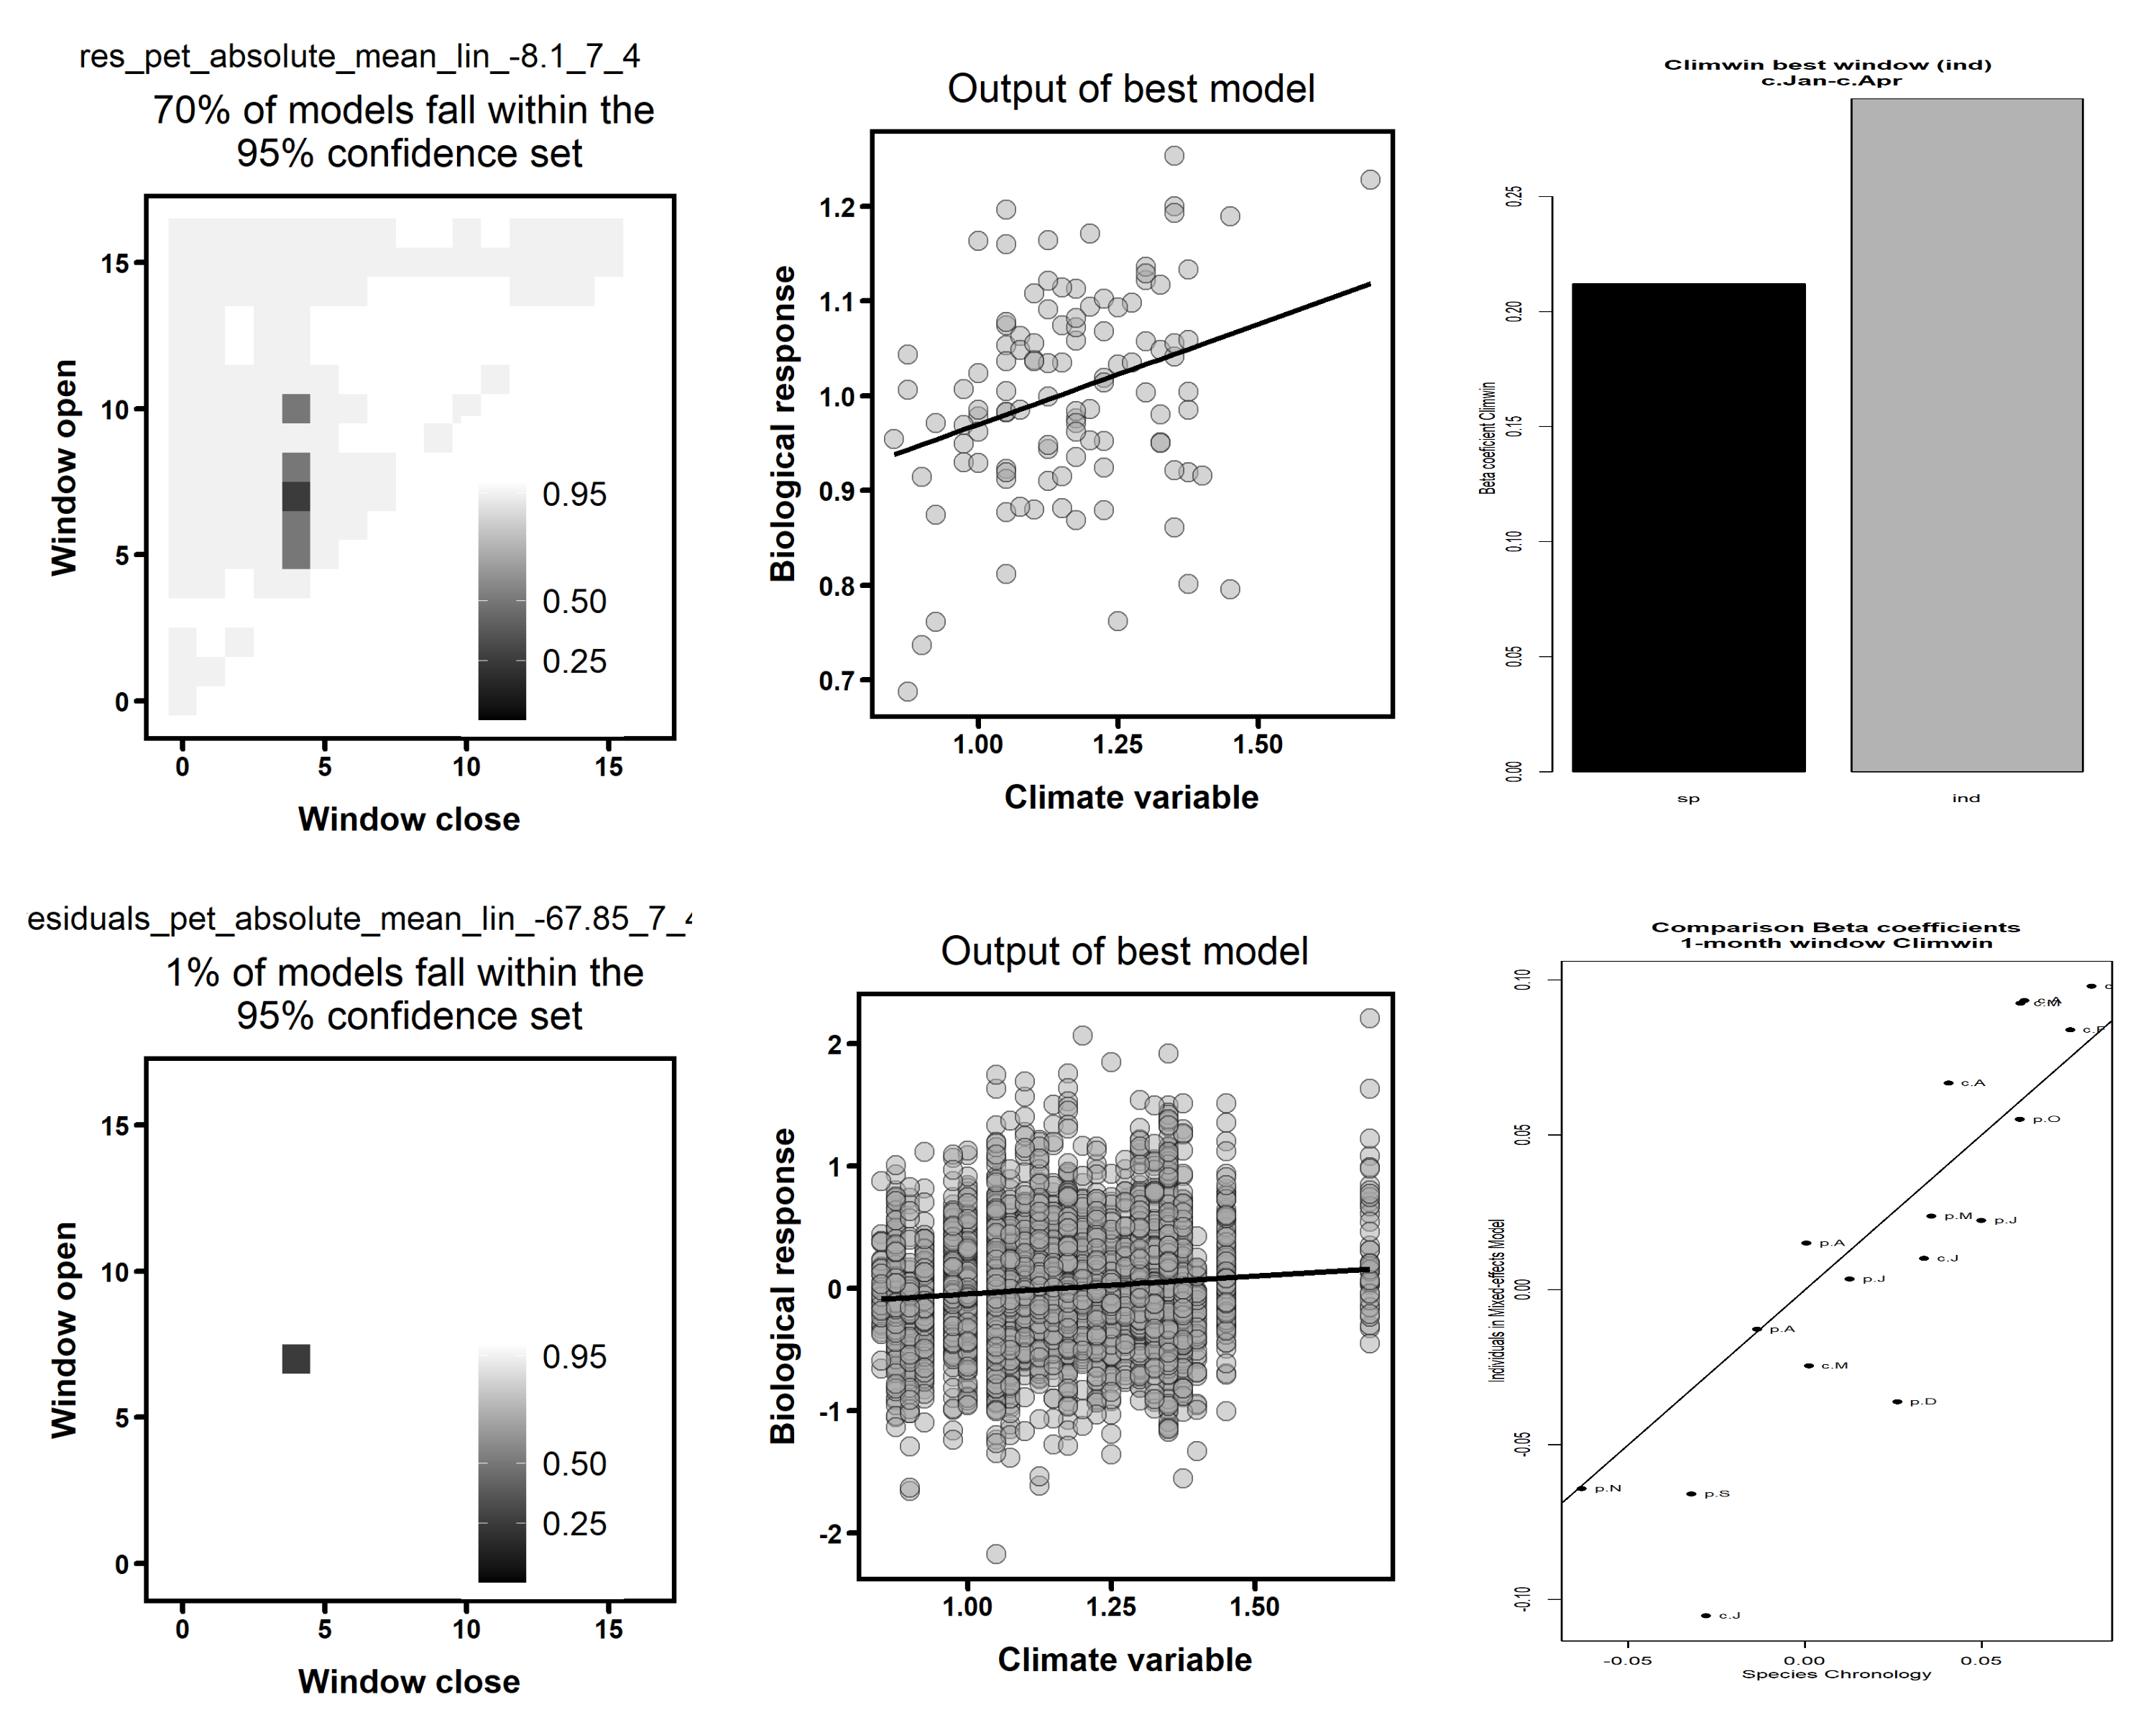 res_pet_absolute_mean_lin_-8.1_7_4
70% of models fall within the
95% confidence set
Window open
15
10
5
0
0.95
0.50
0.25
0 5 10 15
Window close
Output of best model
Biological response
1.2
1.1
1.0
0.9
0.8
0.7
1.00 1.25 1.50
Climate variable
Climwin best window (ind)
c.Jan-c.Apr
Beta coeficient Climwin
0.25
0.20
0.15
0.10
0.05
0.00
sp ind
esiduals_pet_absolute_mean_lin_-67.85_7_4
1% of models fall within the
95% confidence set
Window open
15
10
5
0
0.95
0.50
0.25
0 5 10 15
Window close
Output of best model
Biological response
2
1
0
-1
-2
1.00 1.25 1.50
Climate variable
Comparison Beta coefficients
1-month window Climwin
Individuals in Mixed-effects Model
0.10
0.05
0.00
-0.05
-0.10
c
c.A
c.M
c.F
c.A
p.O
p.M
p.J
p.A
c.J
p.J
p.A
c.M
p.D
p.N
p.S
c.J
-0.05 0.00 0.05
Species Chronology